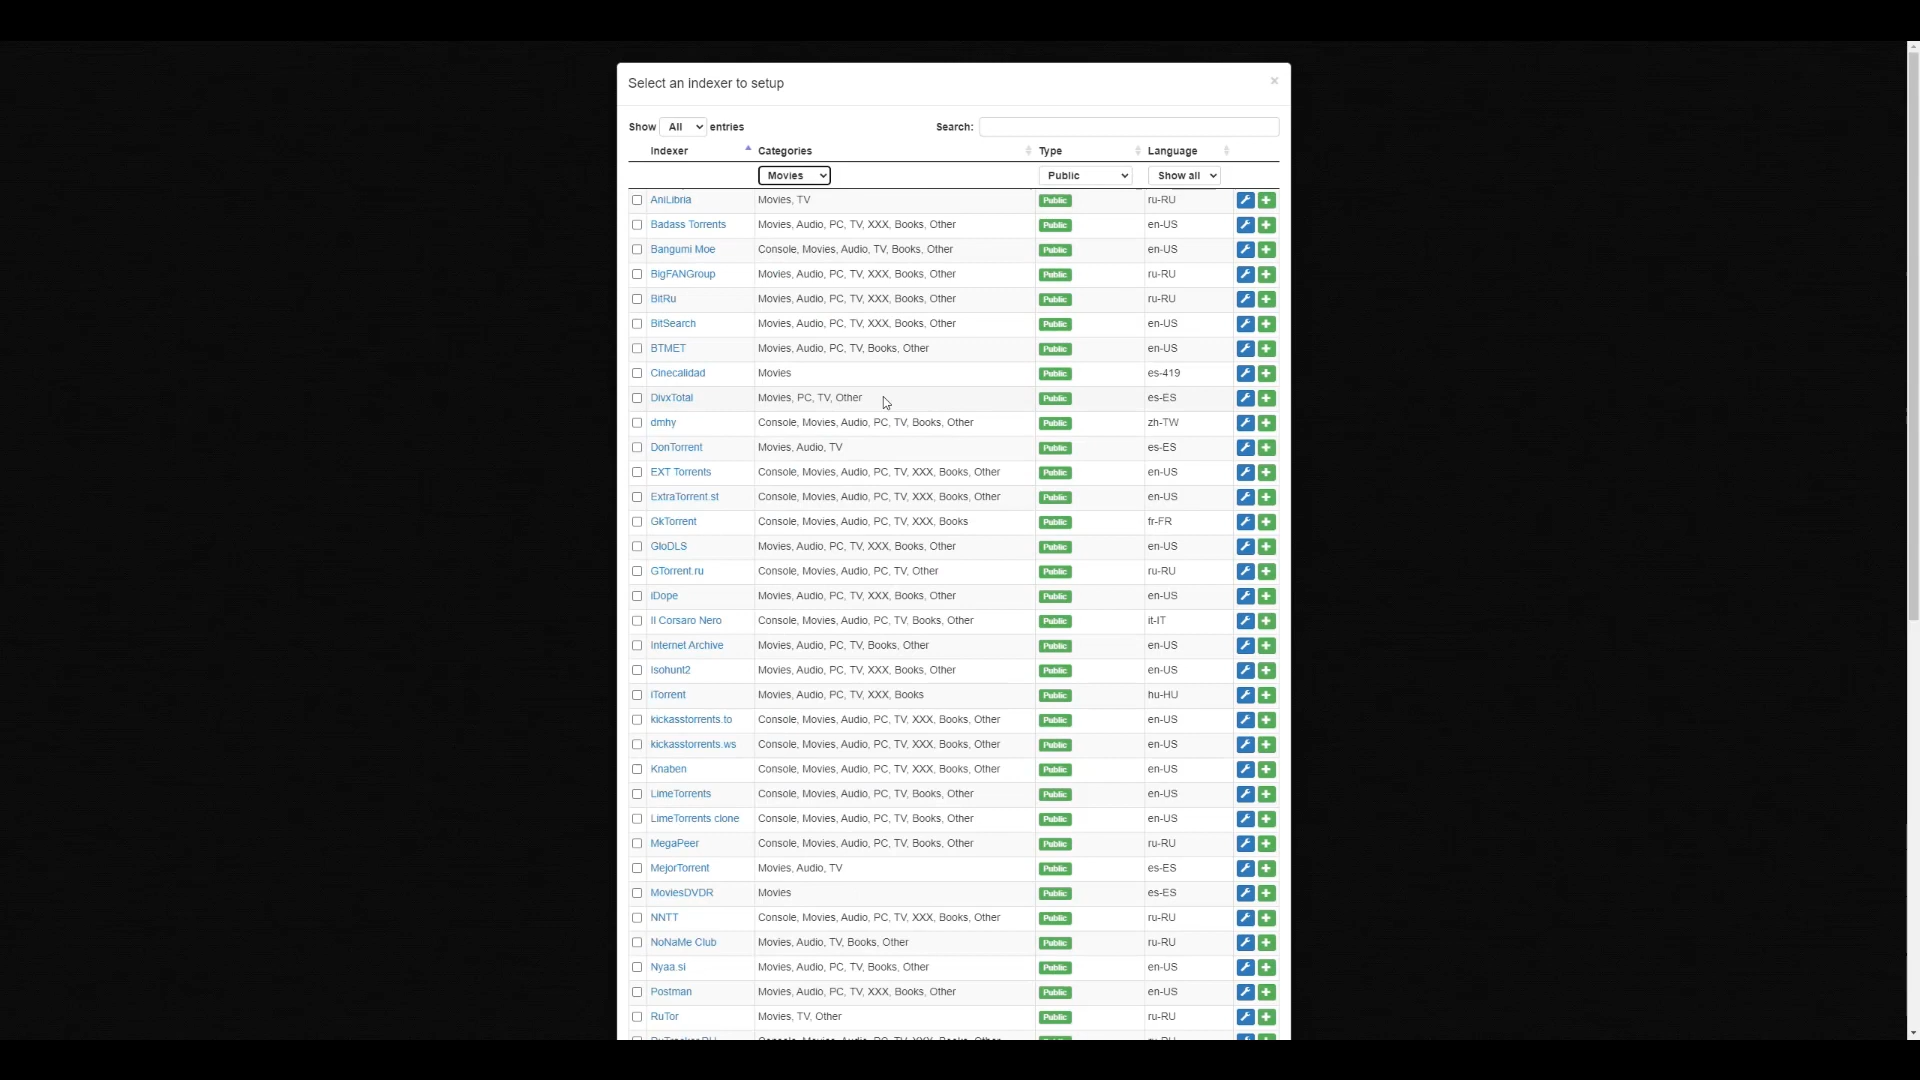 Select an indexer to setup ×
Show All entries Search:
Indexer Categories Type Language
Movies Public Show all
AniLibria Movies, TV Public ru-RU
Badass Torrents Movies, Audio, PC, TV, XXX, Books, Other Public en-US
Bangumi Moe Console, Movies, Audio, TV, Books, Other Public en-US
BigFANGroup Movies, Audio, PC, TV, XXX, Books, Other Public ru-RU
BitRu Movies, Audio, PC, TV, XXX, Books, Other Public ru-RU
BitSearch Movies, Audio, PC, TV, XXX, Books, Other Public en-US
BTMET Movies, Audio, PC, TV, Books, Other Public en-US
Cinecalidad Movies Public es-419
DivxTotal Movies, PC, TV, Other Public es-ES
dmhy Console, Movies, Audio, PC, TV, Books, Other Public zh-TW
DonTorrent Movies, Audio, TV Public es-ES
EXT Torrents Console, Movies, Audio, PC, TV, XXX, Books, Other Public en-US
ExtraTorrent.st Console, Movies, Audio, PC, TV, XXX, Books, Other Public en-US
GkTorrent Console, Movies, Audio, PC, TV, XXX, Books Public fr-FR
GloDLS Movies, Audio, PC, TV, XXX, Books, Other Public en-US
GTorrent.ru Console, Movies, Audio, PC, TV, Other Public ru-RU
iDope Movies, Audio, PC, TV, XXX, Books, Other Public en-US
Il Corsaro Nero Console, Movies, Audio, PC, TV, Books, Other Public it-IT
Internet Archive Movies, Audio, PC, TV, Books, Other Public en-US
Isohunt2 Movies, Audio, PC, TV, XXX, Books, Other Public en-US
iTorrent Movies, Audio, PC, TV, XXX, Books Public hu-HU
kickasstorrents.to Console, Movies, Audio, PC, TV, XXX, Books, Other Public en-US
kickasstorrents.ws Console, Movies, Audio, PC, TV, XXX, Books, Other Public en-US
Knaben Console, Movies, Audio, PC, TV, XXX, Books, Other Public en-US
LimeTorrents Console, Movies, Audio, PC, TV, Books, Other Public en-US
LimeTorrents clone Console, Movies, Audio, PC, TV, Books, Other Public en-US
MegaPeer Console, Movies, Audio, PC, TV, Books, Other Public ru-RU
MejorTorrent Movies, Audio, TV Public es-ES
MoviesDVDR Movies Public es-ES
NNTT Console, Movies, Audio, PC, TV, XXX, Books, Other Public ru-RU
NoNaMe Club Movies, Audio, TV, Books, Other Public ru-RU
Nyaa.si Movies, Audio, PC, TV, Books, Other Public en-US
Postman Movies, Audio, PC, TV, XXX, Books, Other Public en-US
RuTor Movies, TV, Other Public ru-RU